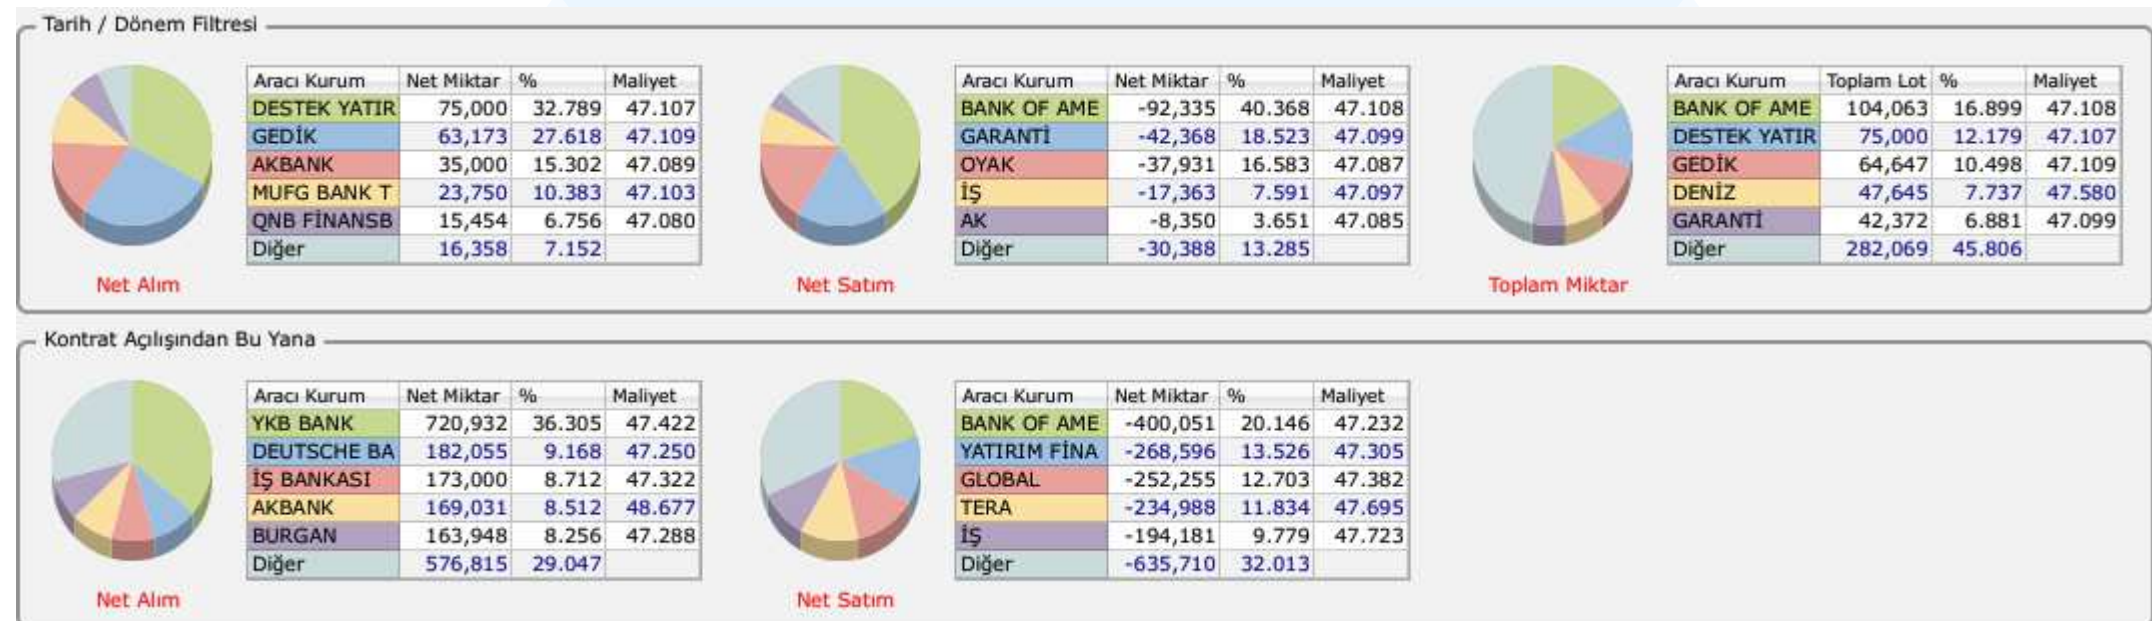 Tarih / Dönem Filtresi
Aracı Kurum Net Miktar % Maliyet
DESTEK YATIR 75,000 32.789 47.107
GEDİK 63,173 27.618 47.109
AKBANK 35,000 15.302 47.089
MUFG BANK T 23,750 10.383 47.103
QNB FİNANSB 15,454 6.756 47.080
Diğer 16,358 7.152
Net Alım
Aracı Kurum Net Miktar % Maliyet
BANK OF AME -92,335 40.368 47.108
GARANTİ -42,368 18.523 47.099
OYAK -37,931 16.583 47.087
İŞ -17,363 7.591 47.097
AK -8,350 3.651 47.085
Diğer -30,388 13.285
Net Satım
Aracı Kurum Toplam Lot % Maliyet
BANK OF AME 104,063 16.899 47.108
DESTEK YATIR 75,000 12.179 47.107
GEDİK 64,647 10.498 47.109
DENİZ 47,645 7.737 47.580
GARANTİ 42,372 6.881 47.099
Diğer 282,069 45.806
Toplam Miktar
Kontrat Açılışından Bu Yana
Aracı Kurum Net Miktar % Maliyet
YKB BANK 720,932 36.305 47.422
DEUTSCHE BA 182,055 9.168 47.250
İŞ BANKASI 173,000 8.712 47.322
AKBANK 169,031 8.512 48.677
BURGAN 163,948 8.256 47.288
Diğer 576,815 29.047
Net Alım
Aracı Kurum Net Miktar % Maliyet
BANK OF AME -400,051 20.146 47.232
YATIRIM FİNA -268,596 13.526 47.305
GLOBAL -252,255 12.703 47.382
TERA -234,988 11.834 47.695
İŞ -194,181 9.779 47.723
Diğer -635,710 32.013
Net Satım